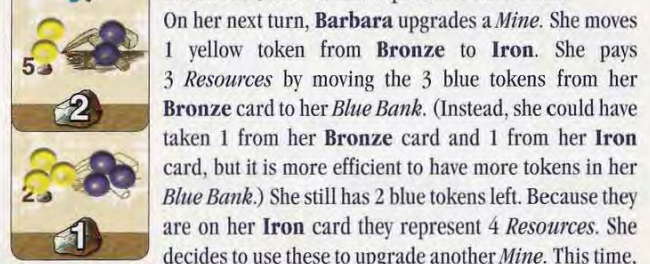 On her next turn, Barbara upgrades a Mine. She moves
1 yellow token from Bronze to Iron. She pays
3 Resources by moving the 3 blue tokens from her
Bronze card to her Blue Bank. (Instead, she could have
taken 1 from her Bronze card and 1 from her Iron
card, but it is more efficient to have more tokens in her
Blue Bank.) She still has 2 blue tokens left. Because they
are on her Iron card they represent 4 Resources. She
decides to use these to upgrade another Mine. This time,
5
2
2
1